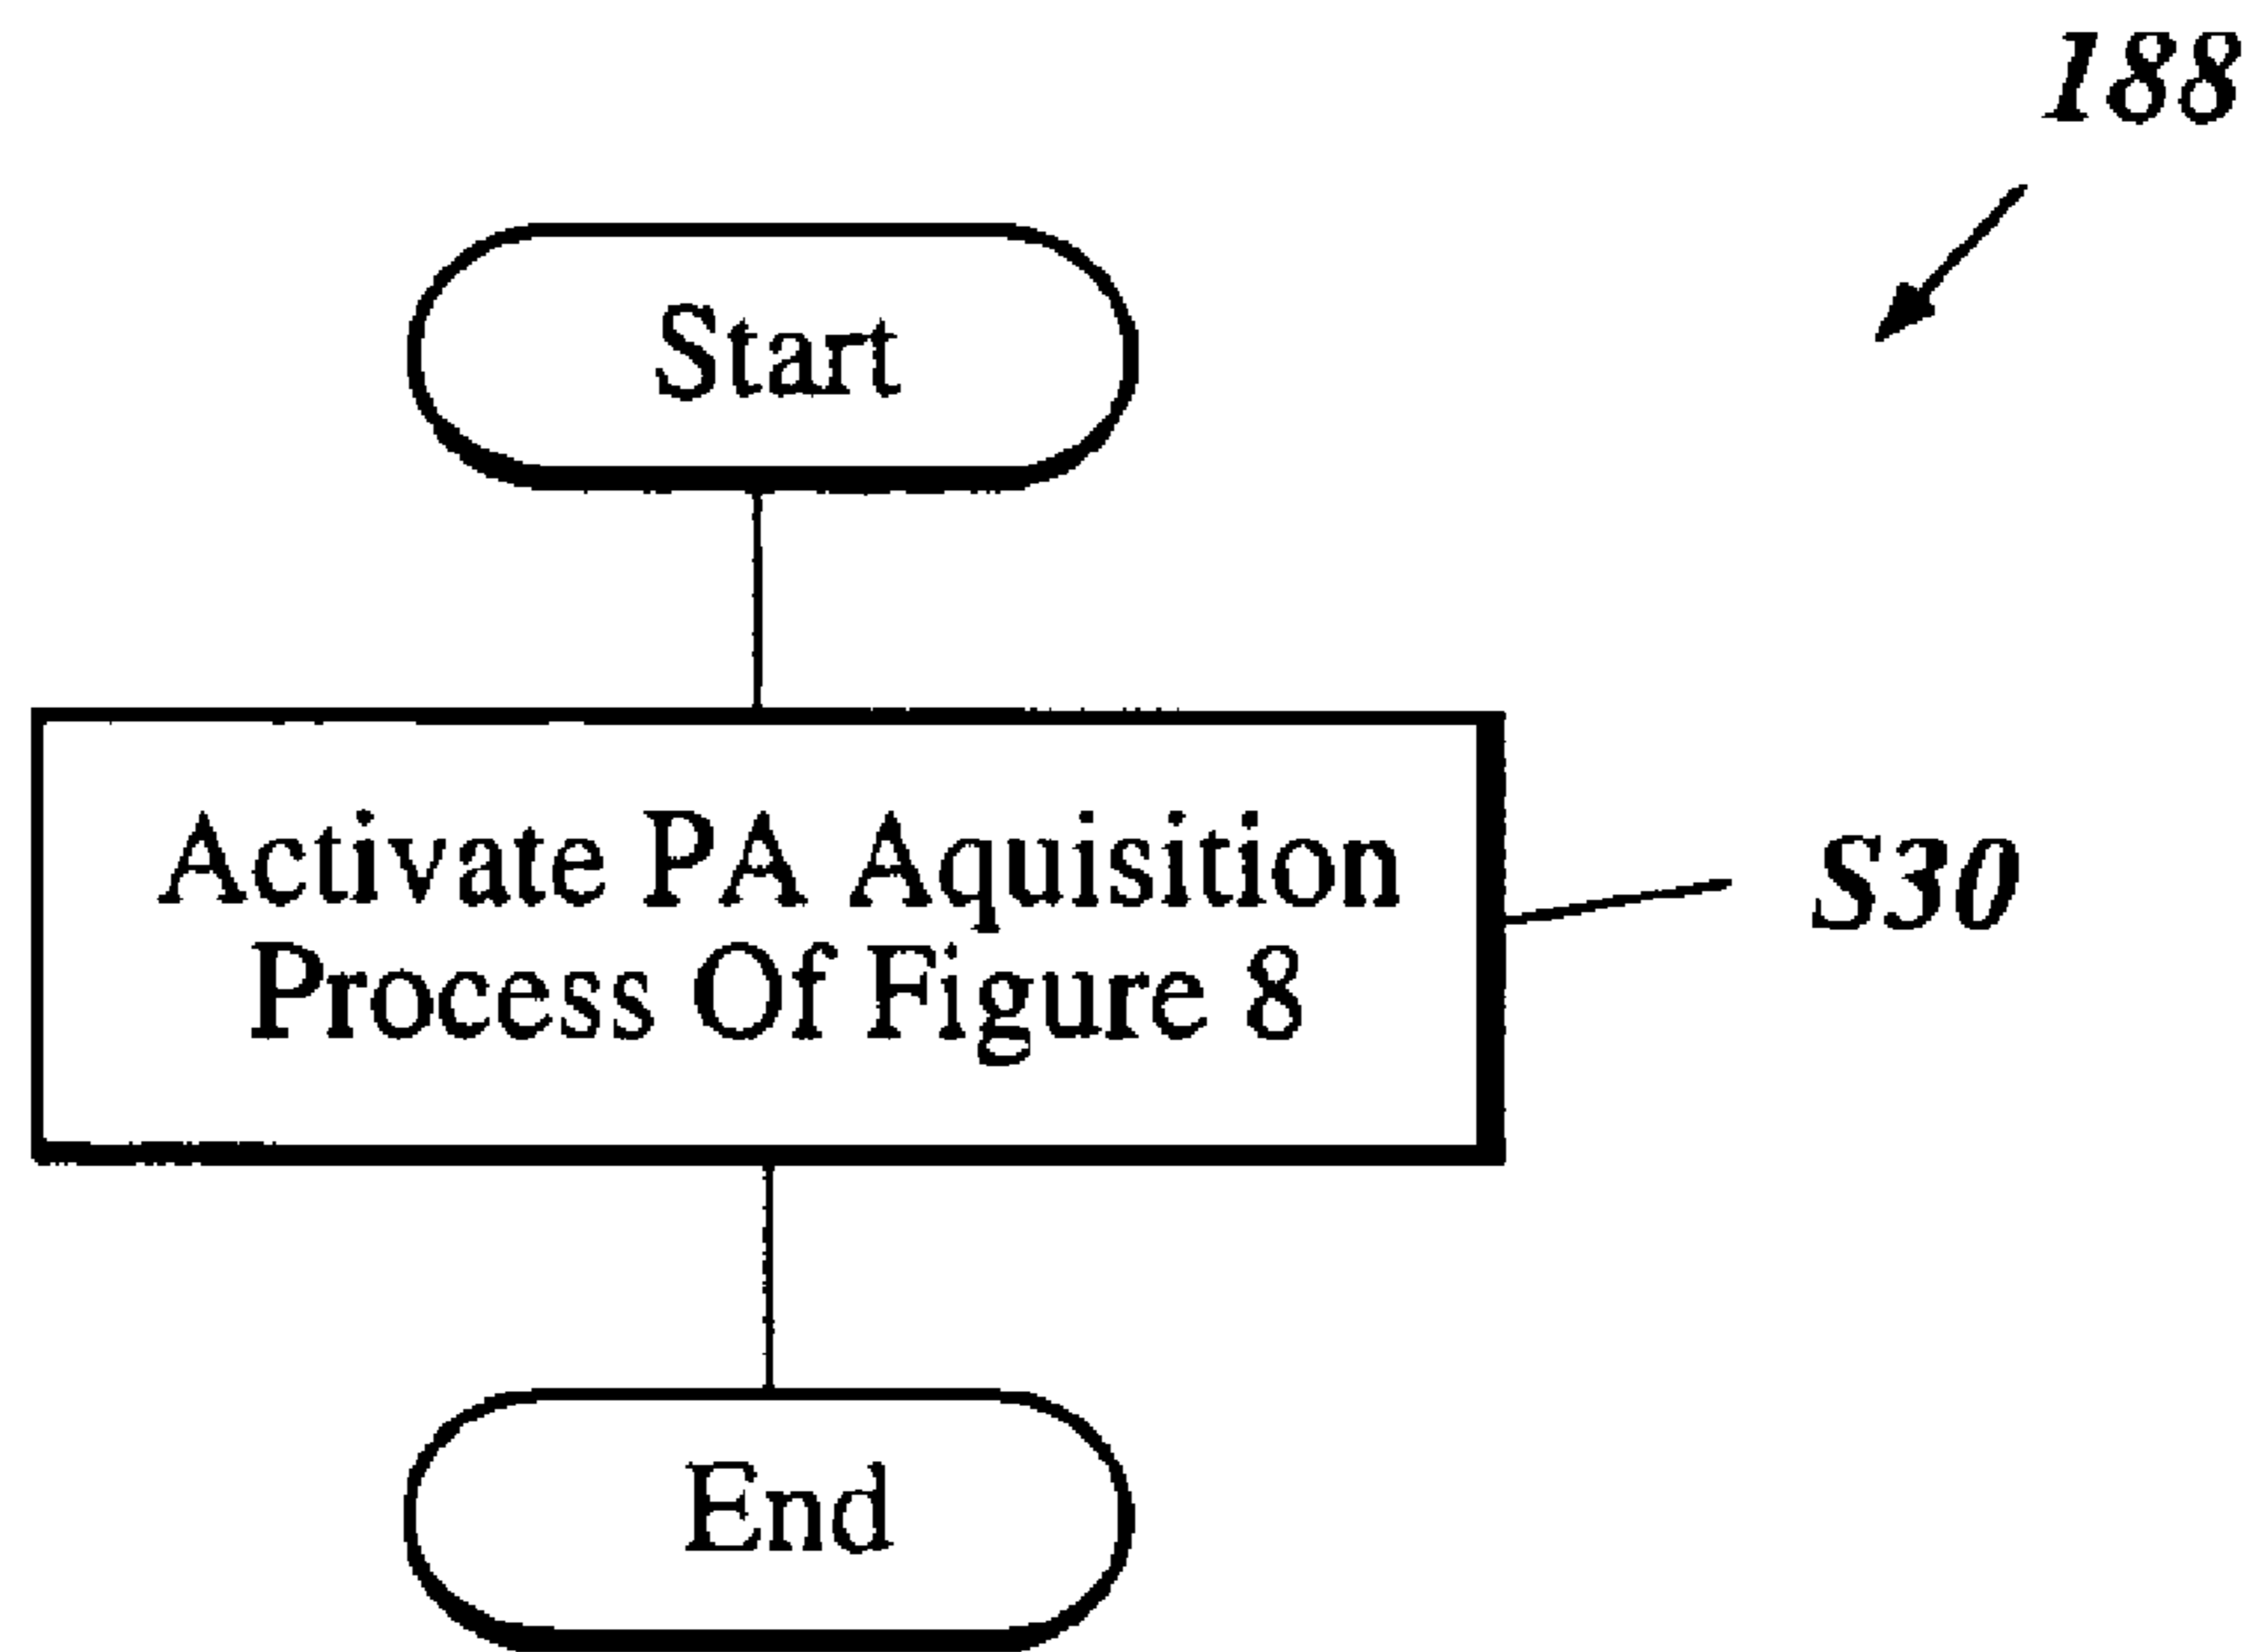 188
Start
Activate PA Aquisition
Process Of Figure 8
S30
End